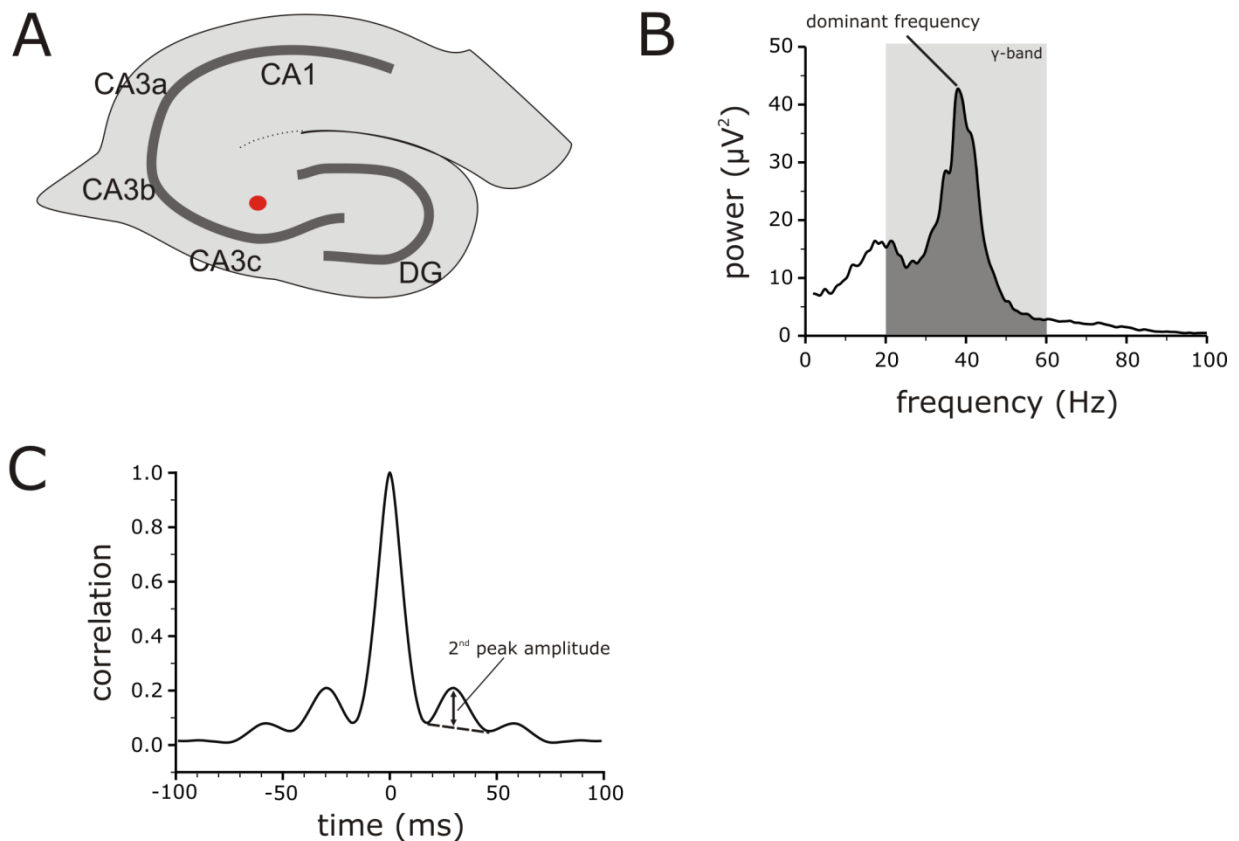 A
CA1
CA3a
CA3b
CA3c
DG
B
dominant frequency
γ-band
50
40
30
20
10
0
power (µV²)
0 20 40 60 80 100
frequency (Hz)
C
1.0
0.8
0.6
0.4
0.2
0.0
correlation
2nd peak amplitude
-100 -50 0 50 100
time (ms)